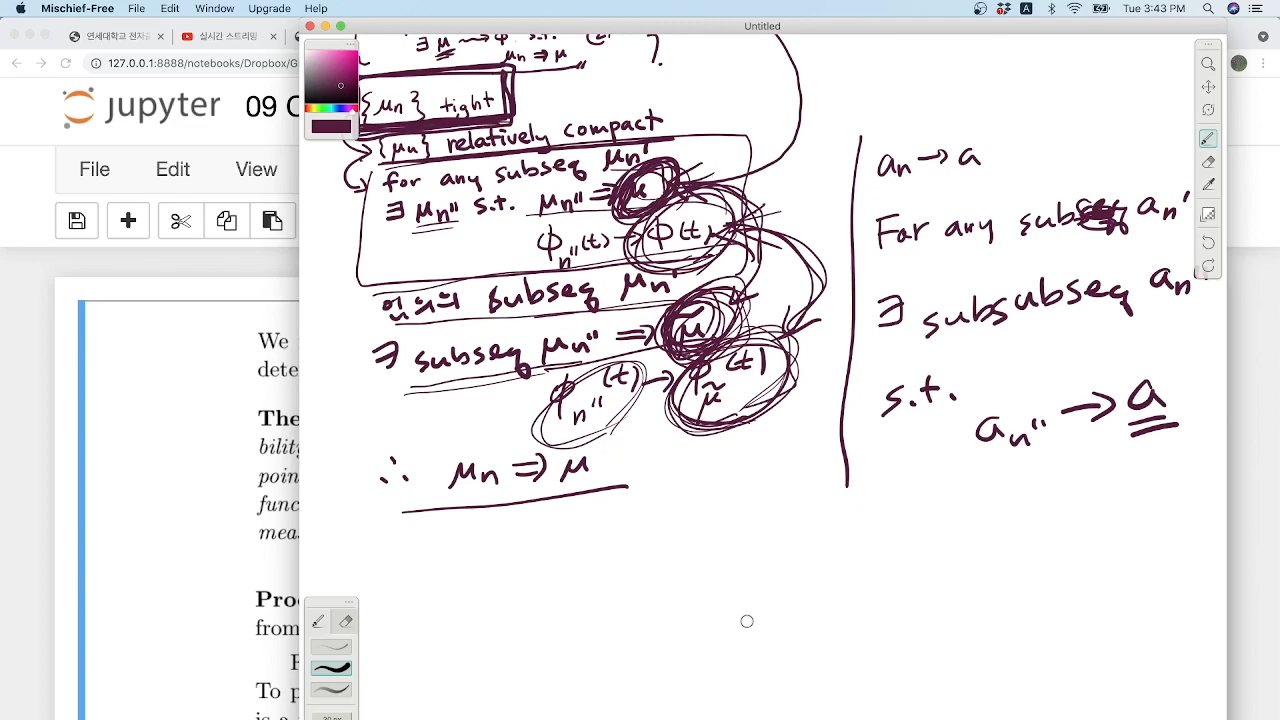 Mischief-Free File Edit Window Upgrade Help
Tue 3:43 PM
Untitled
연세대학교 전자금
실시간 스트리밍
127.0.0.1:8888/notebooks/Dropbox/G
jupyter 09 C
File Edit View
We
dete
The
bility
poin
func
mea
Proo
from
F
To p
is a
∃ μ ⇝ φ s.t.
μn ⇒ μ ?
{μn} tight
{μn} relatively compact
for any subseq μn'
∃ μn'' s.t. μn'' ⇒ μ
φn''(t) → φ(t)
임의의 subseq μn'
∃ subseq μn'' ⇒ μ̃
φn''(t) → φμ̃(t)
∴ μn ⇒ μ
an → a
For any subseq an'
∃ subsubseq an''
s.t.
an'' → a